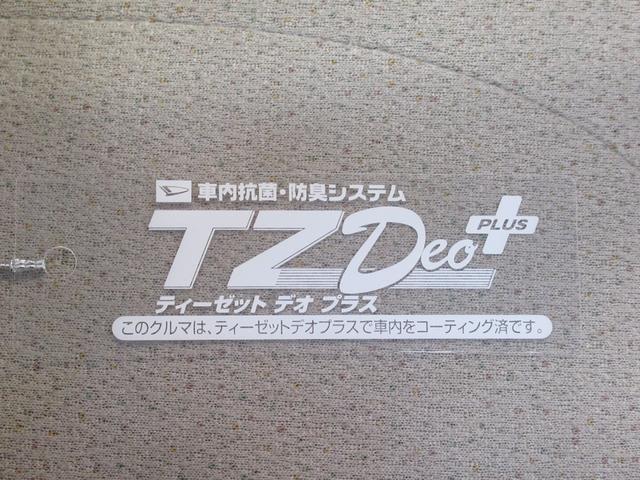 車内抗菌・防臭システム
TZ Deo PLUS
ティーゼット デオ プラス
このクルマは、ティーゼットデオプラスで車内をコーティング済です。